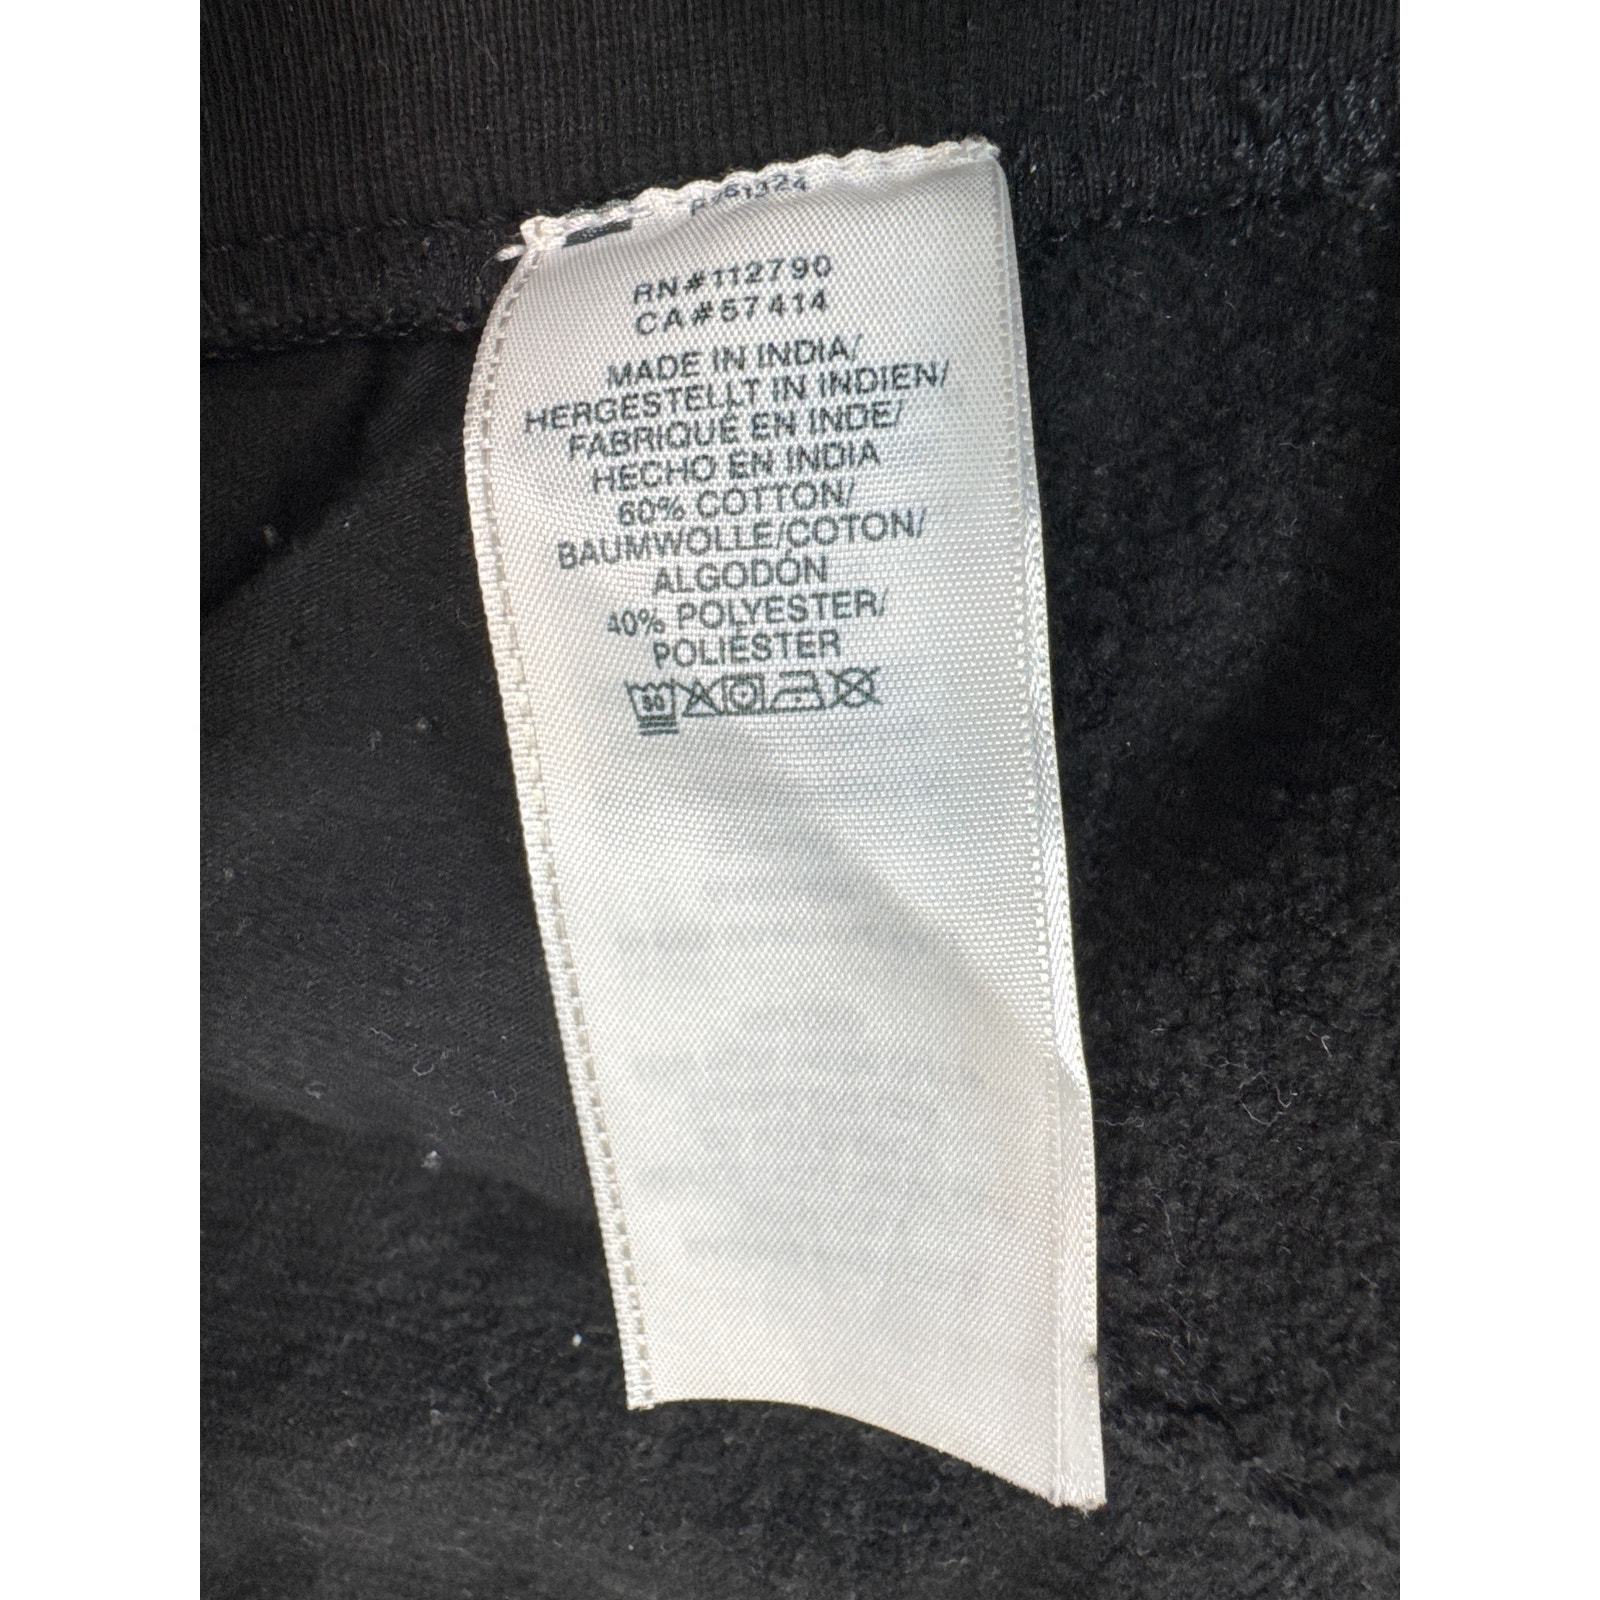 RN#112790
CA#57414
MADE IN INDIA/
HERGESTELLT IN INDIEN/
FABRIQUÉ EN INDE/
HECHO EN INDIA
60% COTTON/
BAUMWOLLE/COTON/
ALGODÓN
40% POLYESTER/
POLIÉSTER
30